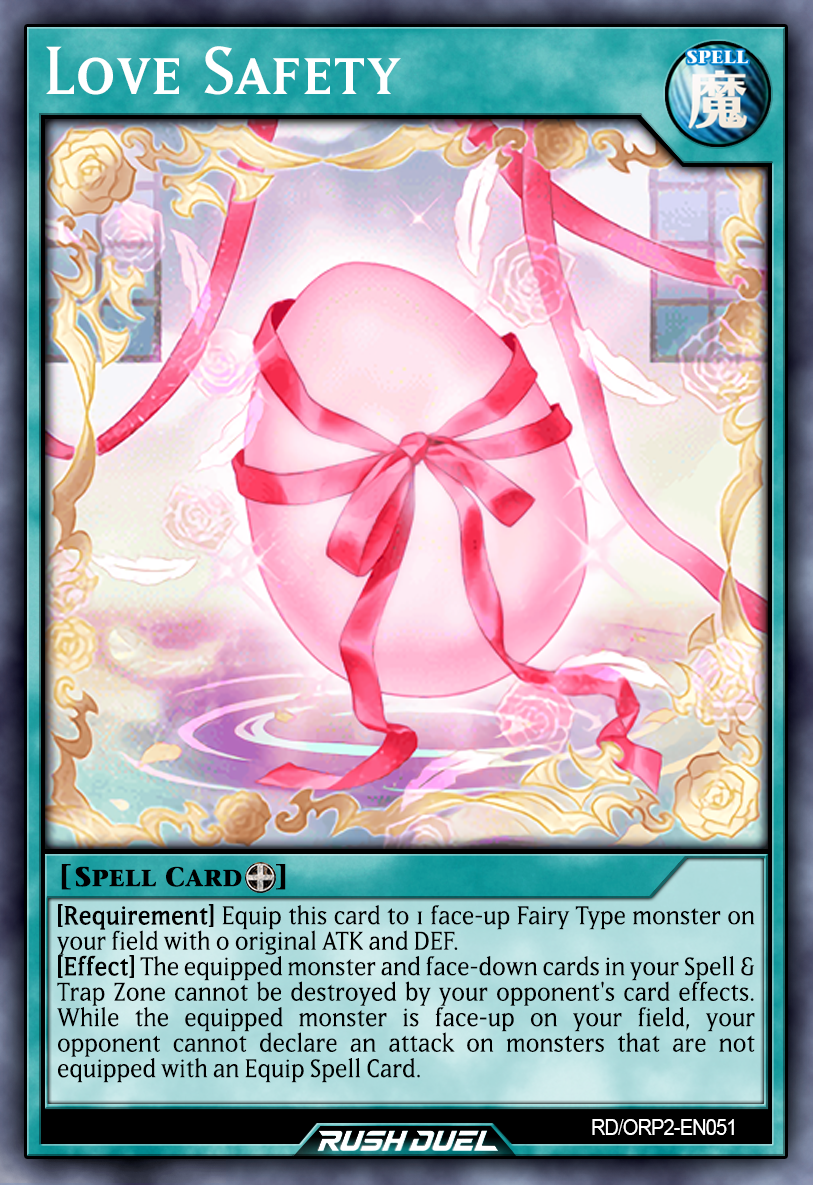 Love Safety
SPELL
魔
[Spell Card]
[Requirement] Equip this card to 1 face-up Fairy Type monster on
your field with 0 original ATK and DEF.
[Effect] The equipped monster and face-down cards in your Spell &
Trap Zone cannot be destroyed by your opponent's card effects.
While the equipped monster is face-up on your field, your
opponent cannot declare an attack on monsters that are not
equipped with an Equip Spell Card.
RD/ORP2-EN051
RUSH DUEL